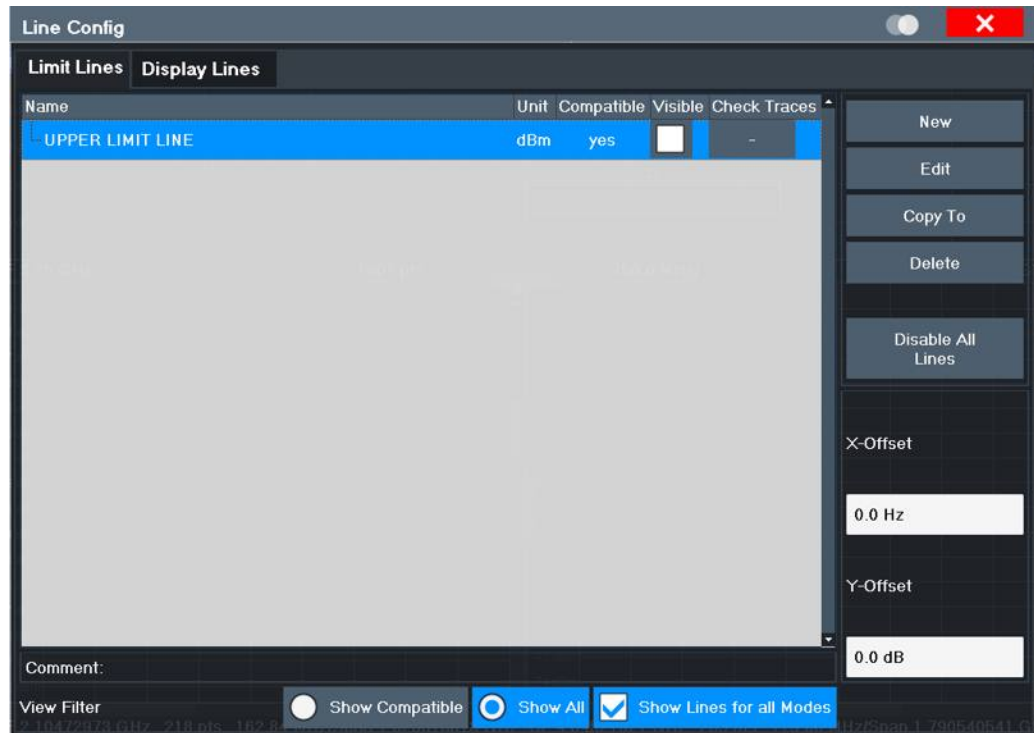 Line Config
Limit Lines Display Lines
Name Unit Compatible Visible Check Traces
UPPER LIMIT LINE dBm yes -
New
Edit
Copy To
Delete
Disable All
Lines
X-Offset
0.0 Hz
Y-Offset
0.0 dB
Comment:
View Filter Show Compatible Show All Show Lines for all Modes